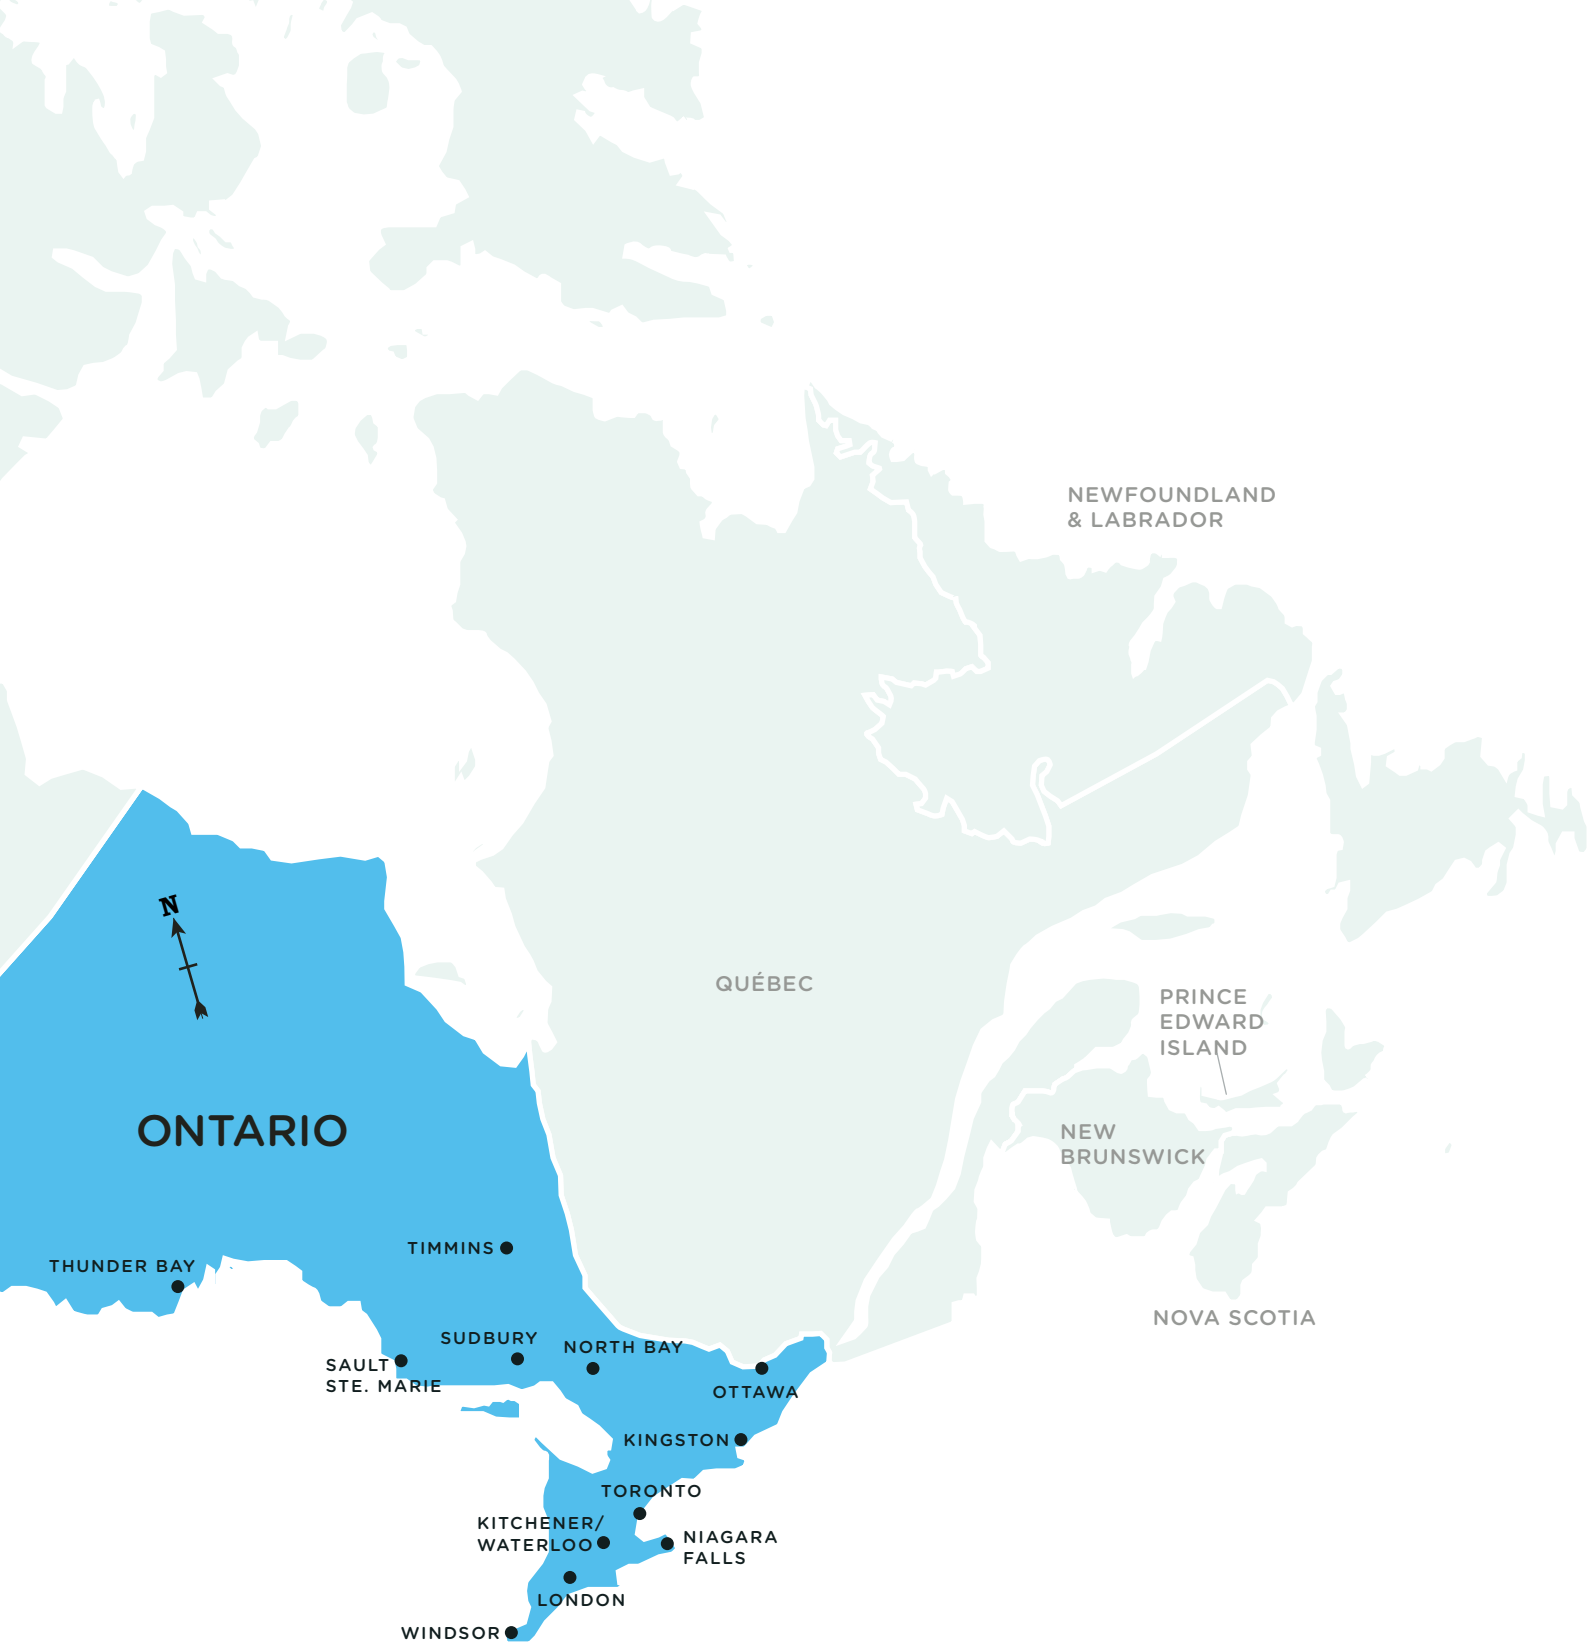 NEWFOUNDLAND
& LABRADOR
N
QUÉBEC
PRINCE
EDWARD
ISLAND
ONTARIO
NEW
BRUNSWICK
TIMMINS
THUNDER BAY
NOVA SCOTIA
SUDBURY
NORTH BAY
SAULT
STE. MARIE
OTTAWA
KINGSTON
TORONTO
KITCHENER/
WATERLOO
NIAGARA
FALLS
LONDON
WINDSOR